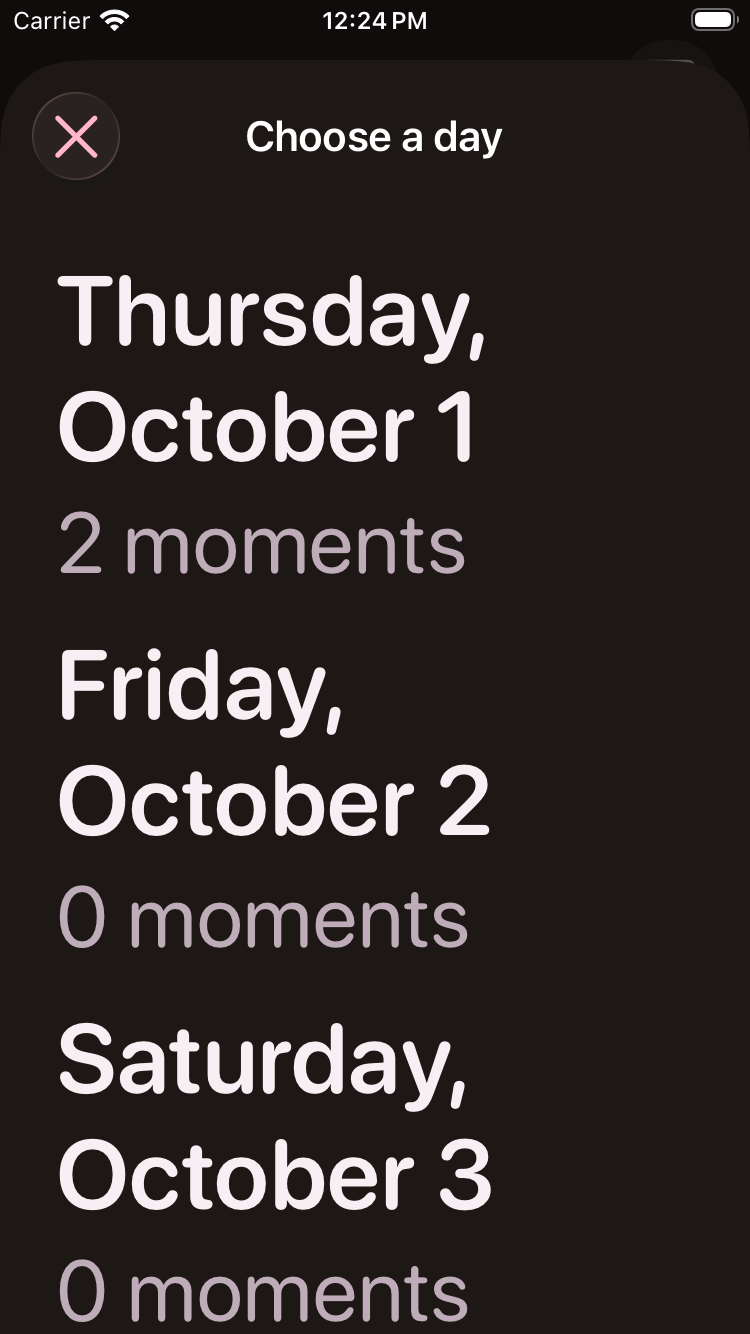 Carrier 12:24 PM
Choose a day
Thursday,
October 1
2 moments
Friday,
October 2
0 moments
Saturday,
October 3
0 moments